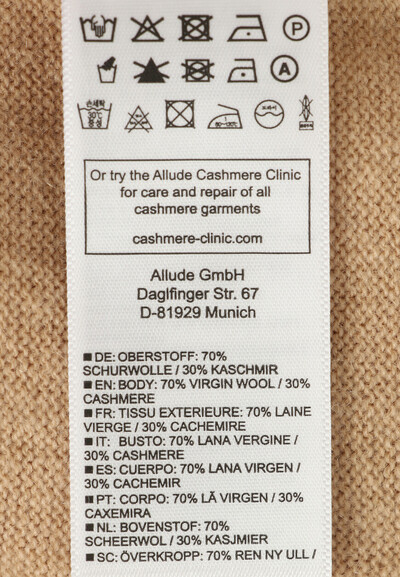 P
A
30℃
Or try the Allude Cashmere Clinic
for care and repair of all
cashmere garments
cashmere-clinic.com
Allude GmbH
Daglfinger Str. 67
D-81929 Munich
DE: OBERSTOFF: 70%
SCHURWOLLE / 30% KASCHMIR
EN: BODY: 70% VIRGIN WOOL / 30%
CASHMERE
FR: TISSU EXTERIEURE: 70% LAINE
VIERGE / 30% CACHEMIRE
IT: BUSTO: 70% LANA VERGINE /
30% CASHMERE
ES: CUERPO: 70% LANA VIRGEN /
30% CACHEMIR
PT: CORPO: 70% LÃ VIRGEN / 30%
CAXEMIRA
NL: BOVENSTOF: 70%
SCHEERWOL / 30% KASJMIER
SC: ÖVERKROPP: 70% REN NY ULL /